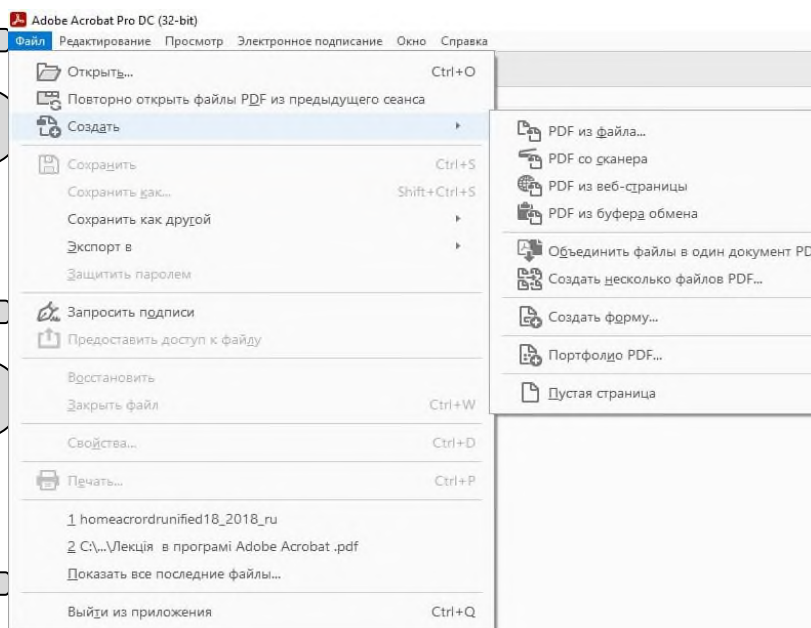 Adobe Acrobat Pro DC (32-bit)
Файл Редактирование Просмотр Электронное подписание Окно Справка
Открыть... Ctrl+O
Повторно открыть файлы PDF из предыдущего сеанса
Создать
Сохранить Ctrl+S
Сохранить как... Shift+Ctrl+S
Сохранить как другой
Экспорт в
Защитить паролем
Запросить подписи
Предоставить доступ к файлу
Восстановить
Закрыть файл Ctrl+W
Свойства... Ctrl+D
Печать... Ctrl+P
1 homeacrordrunified18_2018_ru
2 C:\...\Лекція в програмі Adobe Acrobat .pdf
Показать все последние файлы...
Выйти из приложения Ctrl+Q
PDF из файла...
PDF со сканера
PDF из веб-страницы
PDF из буфера обмена
Объединить файлы в один документ PD
Создать несколько файлов PDF...
Создать форму...
Портфолио PDF...
Пустая страница